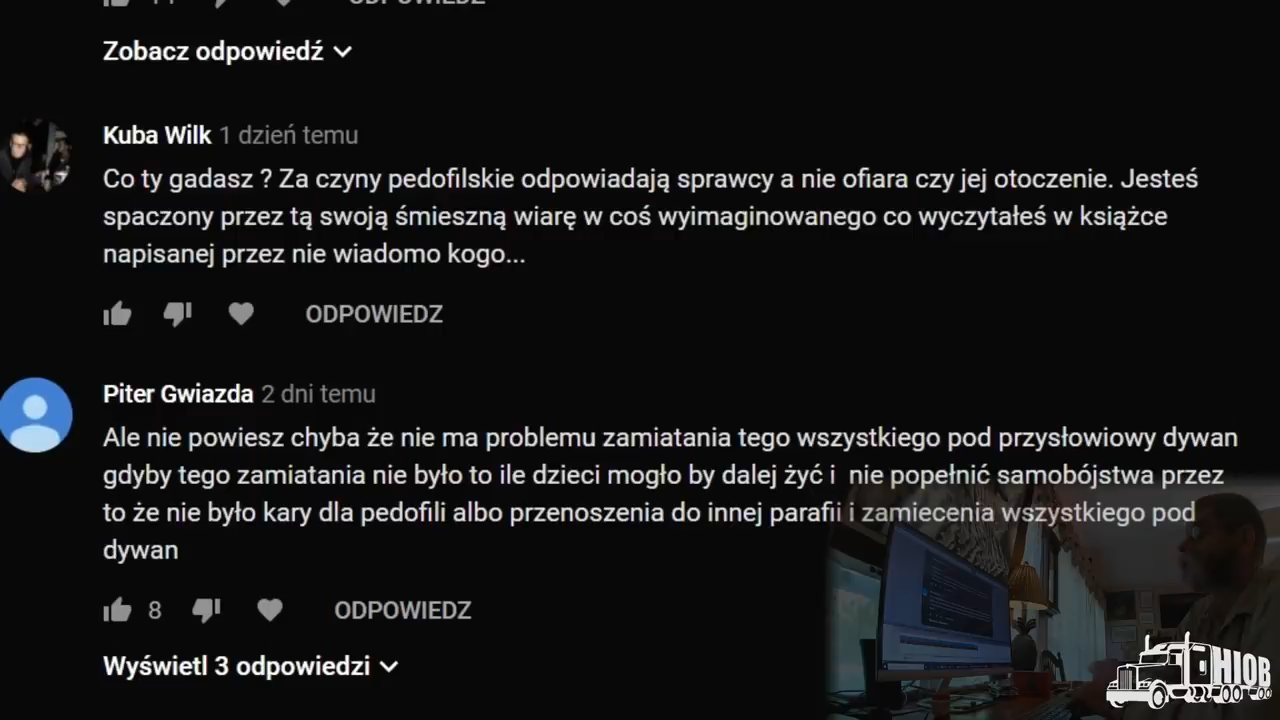 ODPOWIEDZ
Zobacz odpowiedź
Kuba Wilk 1 dzień temu
Co ty gadasz ? Za czyny pedofilskie odpowiadają sprawcy a nie ofiara czy jej otoczenie. Jesteś
spaczony przez tą swoją śmieszną wiarę w coś wyimaginowanego co wyczytałeś w książce
napisanej przez nie wiadomo kogo...
ODPOWIEDZ
Piter Gwiazda 2 dni temu
Ale nie powiesz chyba że nie ma problemu zamiatania tego wszystkiego pod przysłowiowy dywan
gdyby tego zamiatania nie było to ile dzieci mogło by dalej żyć i  nie popełnić samobójstwa przez
to że nie było kary dla pedofili albo przenoszenia do innej parafii i zamiecenia wszystkiego pod
dywan
8 ODPOWIEDZ
Wyświetl 3 odpowiedzi
HIOB